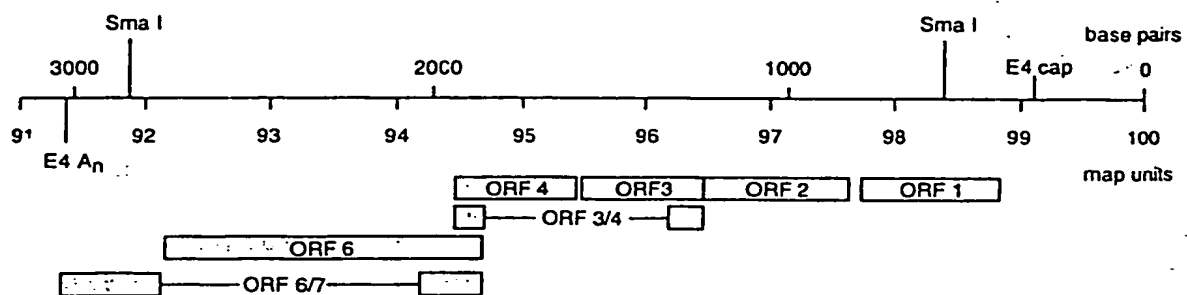 Sma I Sma I
base pairs
3000 2000 1000 E4 cap 0
91 92 93 94 95 96 97 98 99 100
E4 An
map units
ORF 4 ORF3 ORF 2 ORF 1
ORF 3/4
ORF 6
ORF 6/7